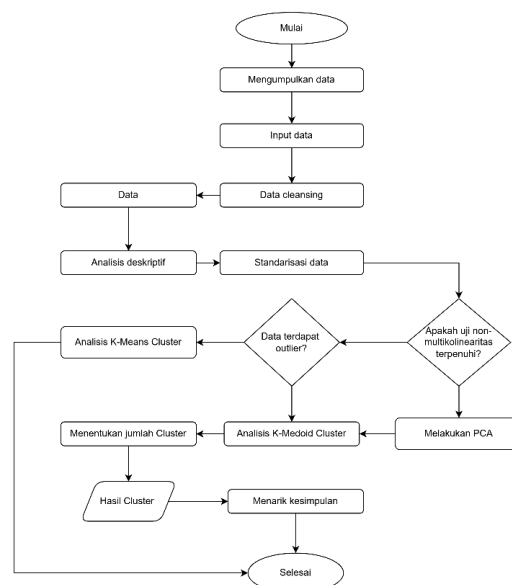 Mulai
Mengumpulkan data
Input data
Data cleansing
Data
Analisis deskriptif
Standarisasi data
Apakah uji non-
multikolinearitas
terpenuhi?
Data terdapat
outlier?
Analisis K-Means Cluster
Melakukan PCA
Analisis K-Medoid Cluster
Menentukan jumlah Cluster
Hasil Cluster
Menarik kesimpulan
Selesai